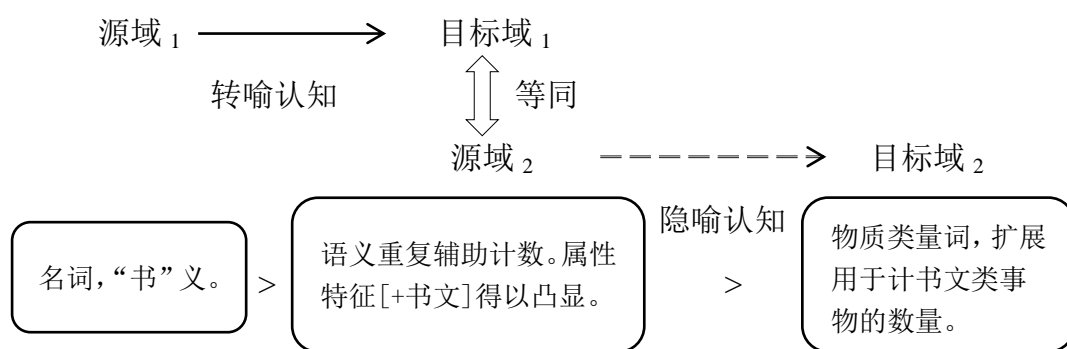 源域 1
目标域 1
转喻认知
等同
源域 2
目标域 2
隐喻认知
名词,“书”义。
>
语义重复辅助计数。属性
特征[+书文]得以凸显。
>
物质类量词,扩展
用于计书文类事
物的数量。